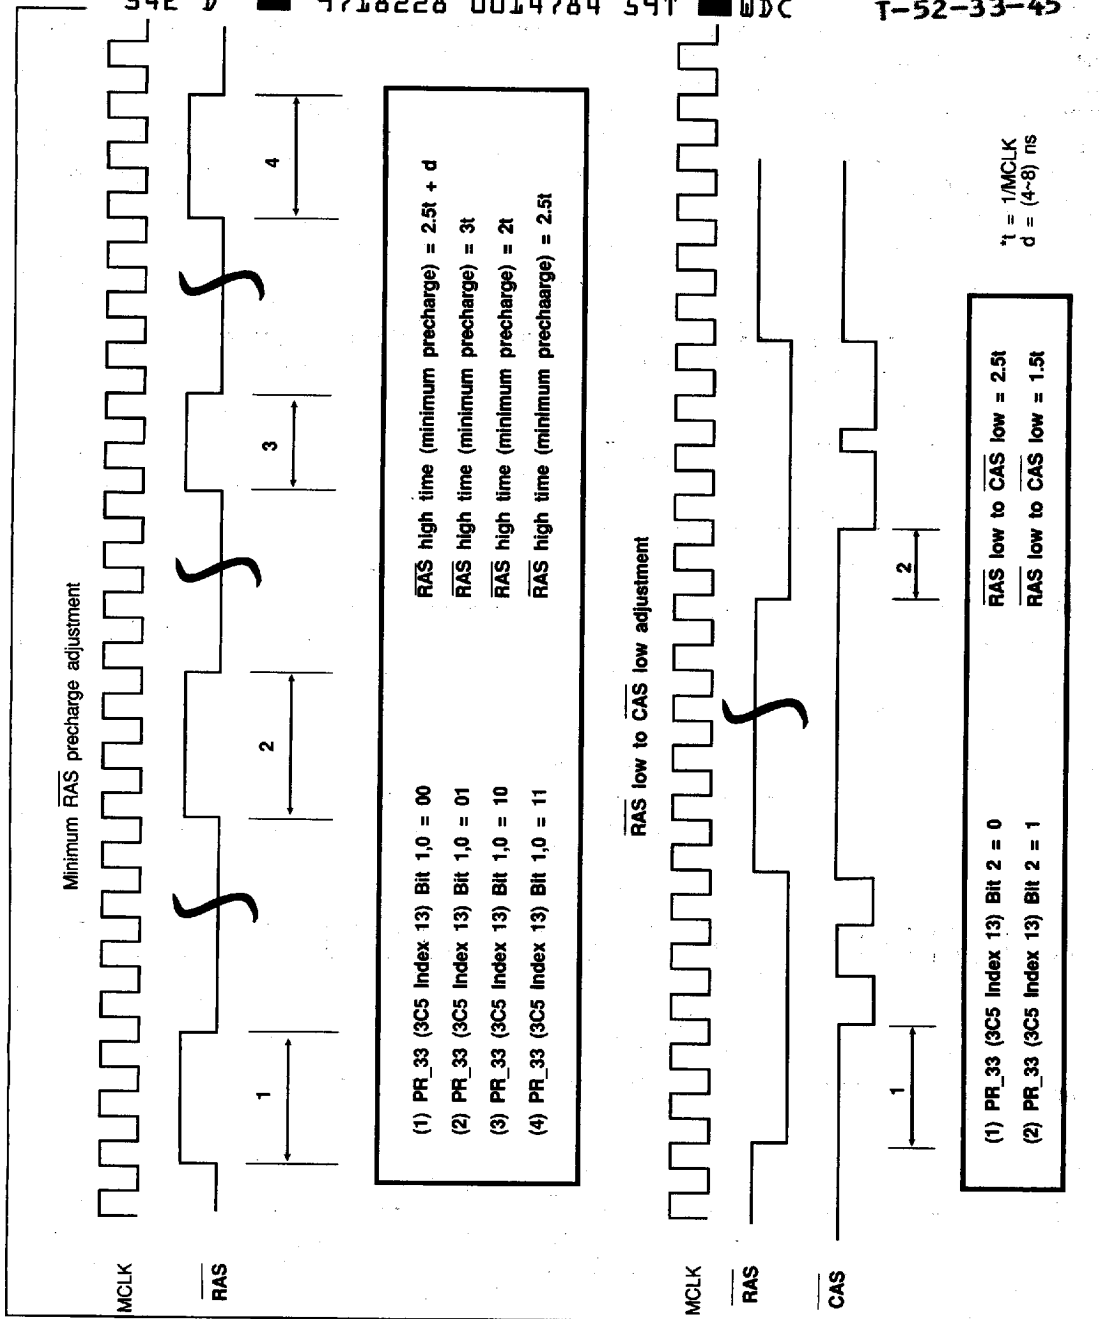 54E D 9718228 0014784 59T WDC T-52-33-45
Minimum RAS precharge adjustment
MCLK
RAS
1
2
3
4
(1) PR_33 (3C5 Index 13) Bit 1,0 = 00 RAS high time (minimum precharge) = 2.5t + d
(2) PR_33 (3C5 Index 13) Bit 1,0 = 01 RAS high time (minimum precharge) = 3t
(3) PR_33 (3C5 Index 13) Bit 1,0 = 10 RAS high time (minimum precharge) = 2t
(4) PR_33 (3C5 Index 13) Bit 1,0 = 11 RAS high time (minimum prechaarge) = 2.5t
RAS low to CAS low adjustment
MCLK
RAS
CAS
1
2
(1) PR_33 (3C5 Index 13) Bit 2 = 0 RAS low to CAS low = 2.5t
(2) PR_33 (3C5 Index 13) Bit 2 = 1 RAS low to CAS low = 1.5t
*t = 1/MCLK
d = (4~8) ns